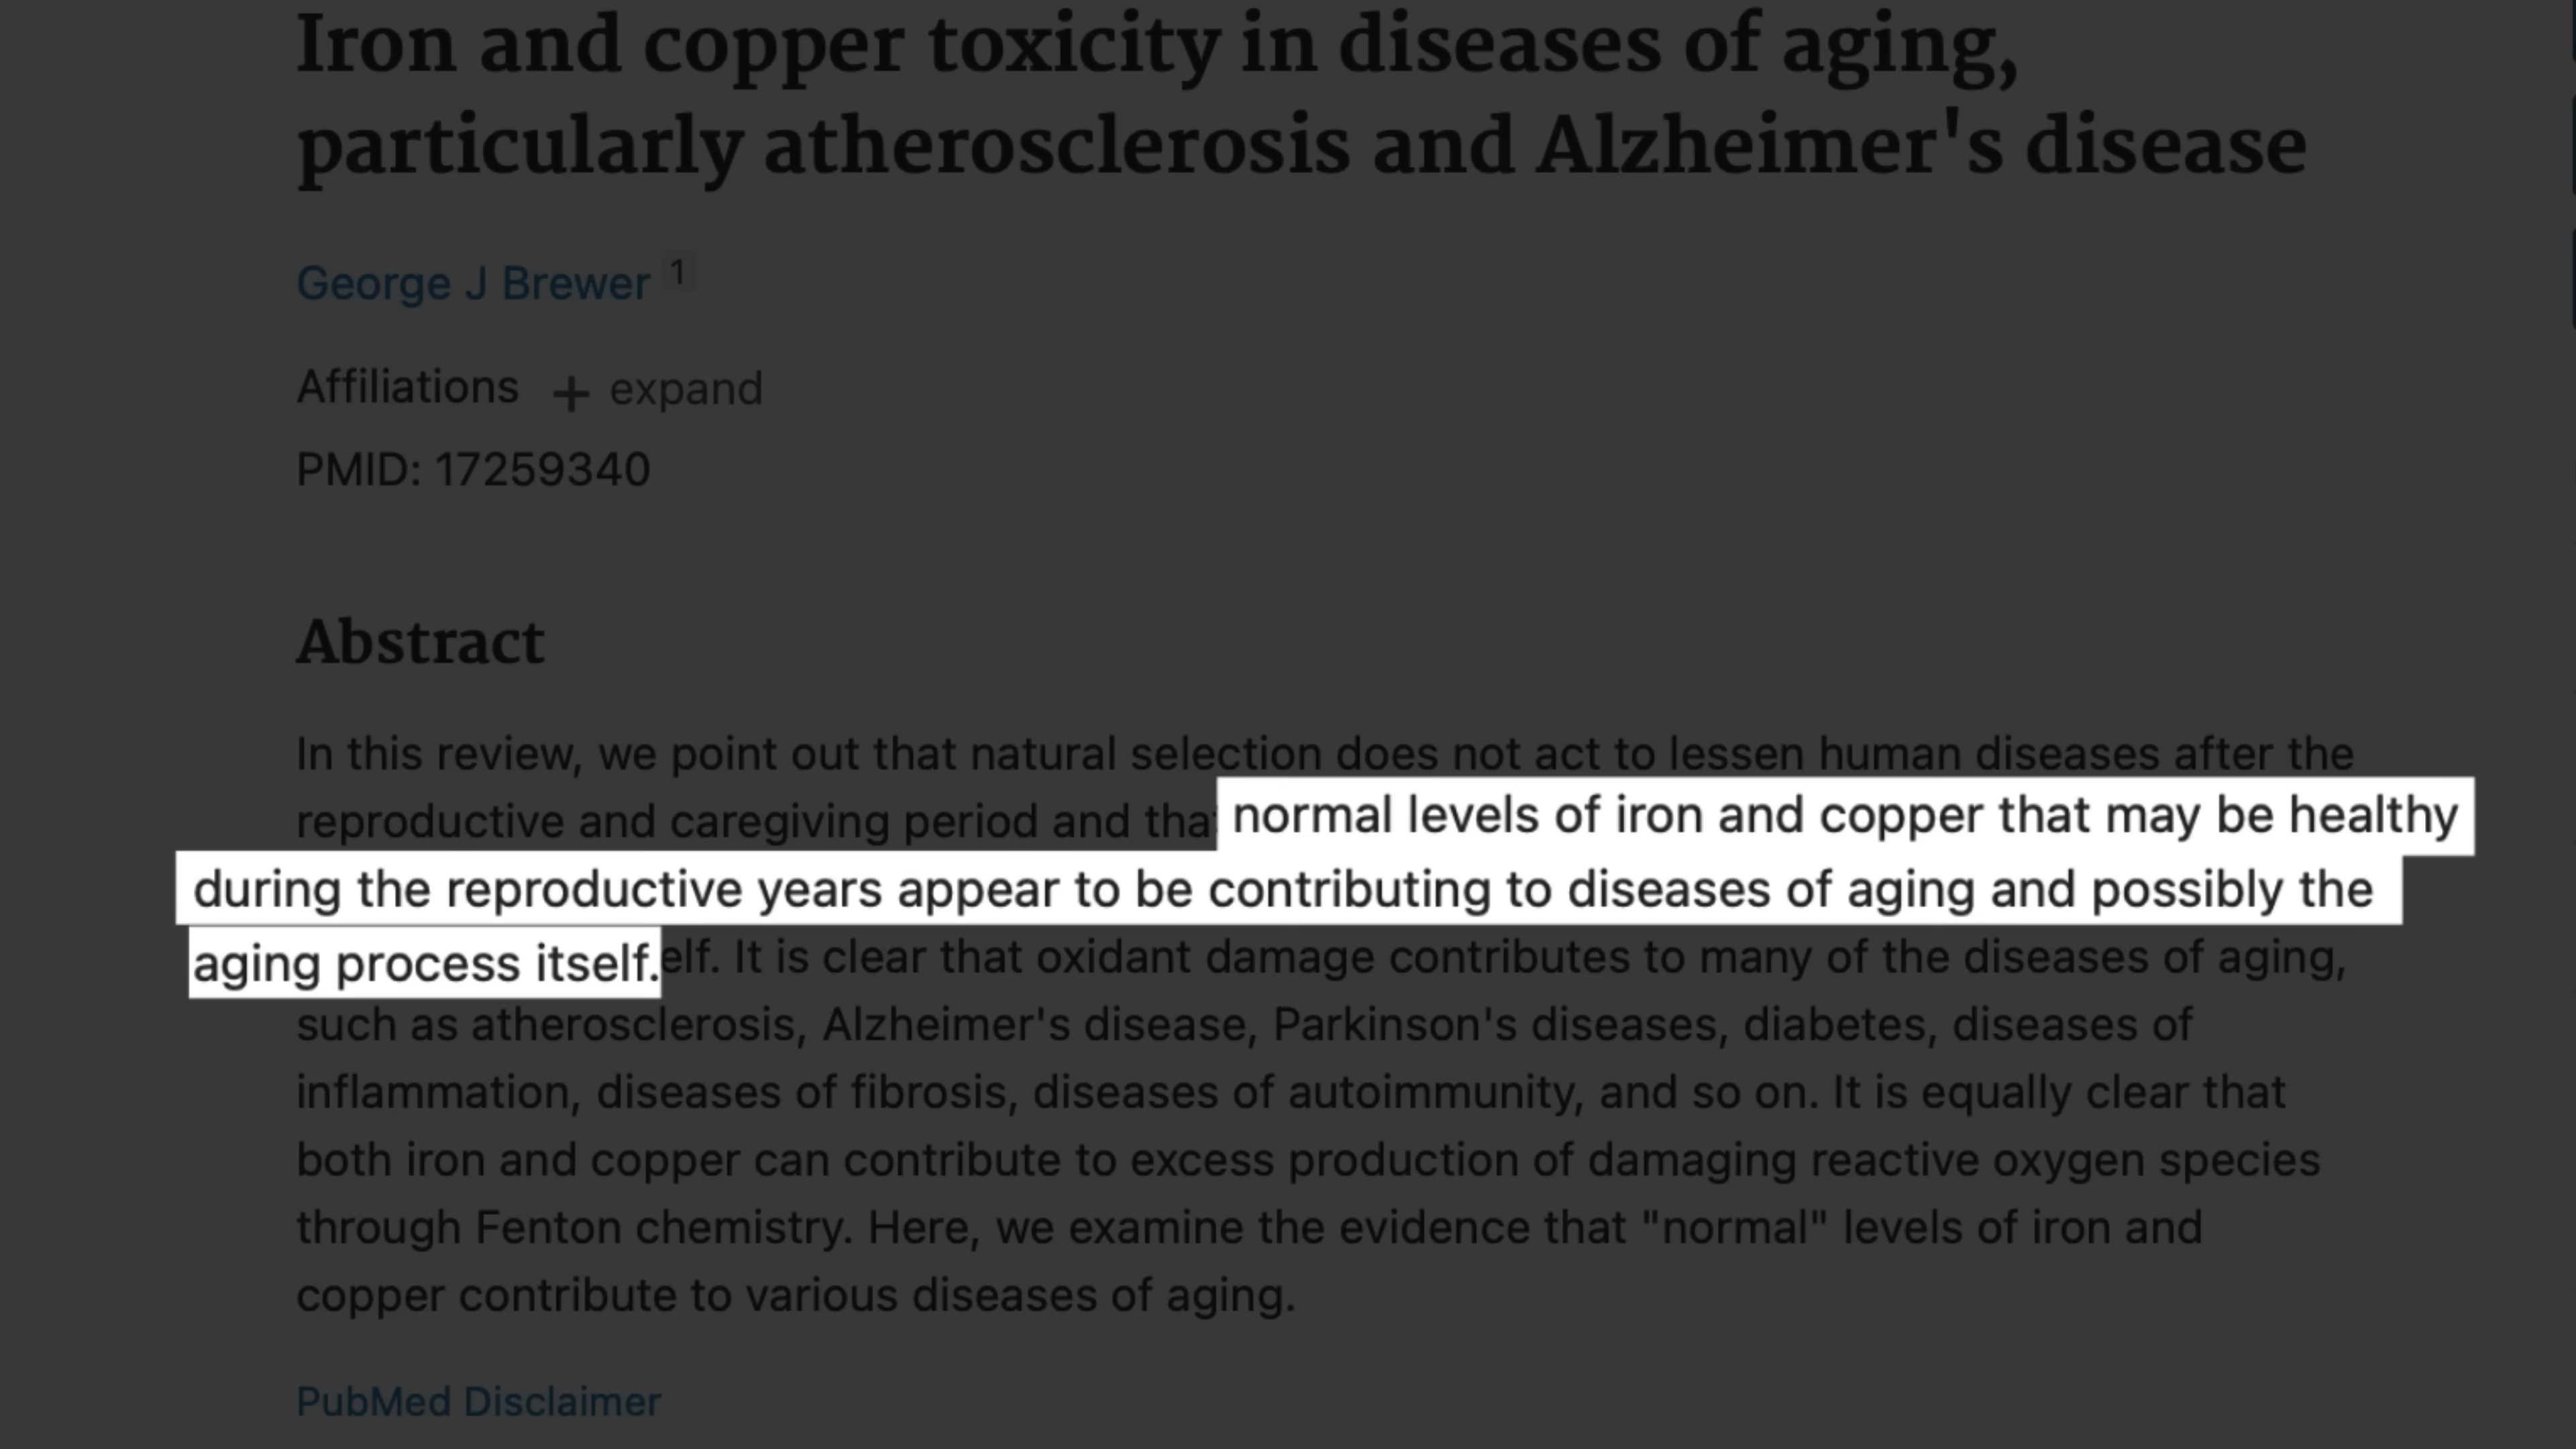 Iron and copper toxicity in diseases of aging,
particularly atherosclerosis and Alzheimer's disease
George J Brewer 1
Affiliations + expand
PMID: 17259340
Abstract
In this review, we point out that natural selection does not act to lessen human diseases after the
reproductive and caregiving period and that normal levels of iron and copper that may be healthy
during the reproductive years appear to be contributing to diseases of aging and possibly the
aging process itself.elf. It is clear that oxidant damage contributes to many of the diseases of aging,
such as atherosclerosis, Alzheimer's disease, Parkinson's diseases, diabetes, diseases of
inflammation, diseases of fibrosis, diseases of autoimmunity, and so on. It is equally clear that
both iron and copper can contribute to excess production of damaging reactive oxygen species
through Fenton chemistry. Here, we examine the evidence that "normal" levels of iron and
copper contribute to various diseases of aging.
PubMed Disclaimer